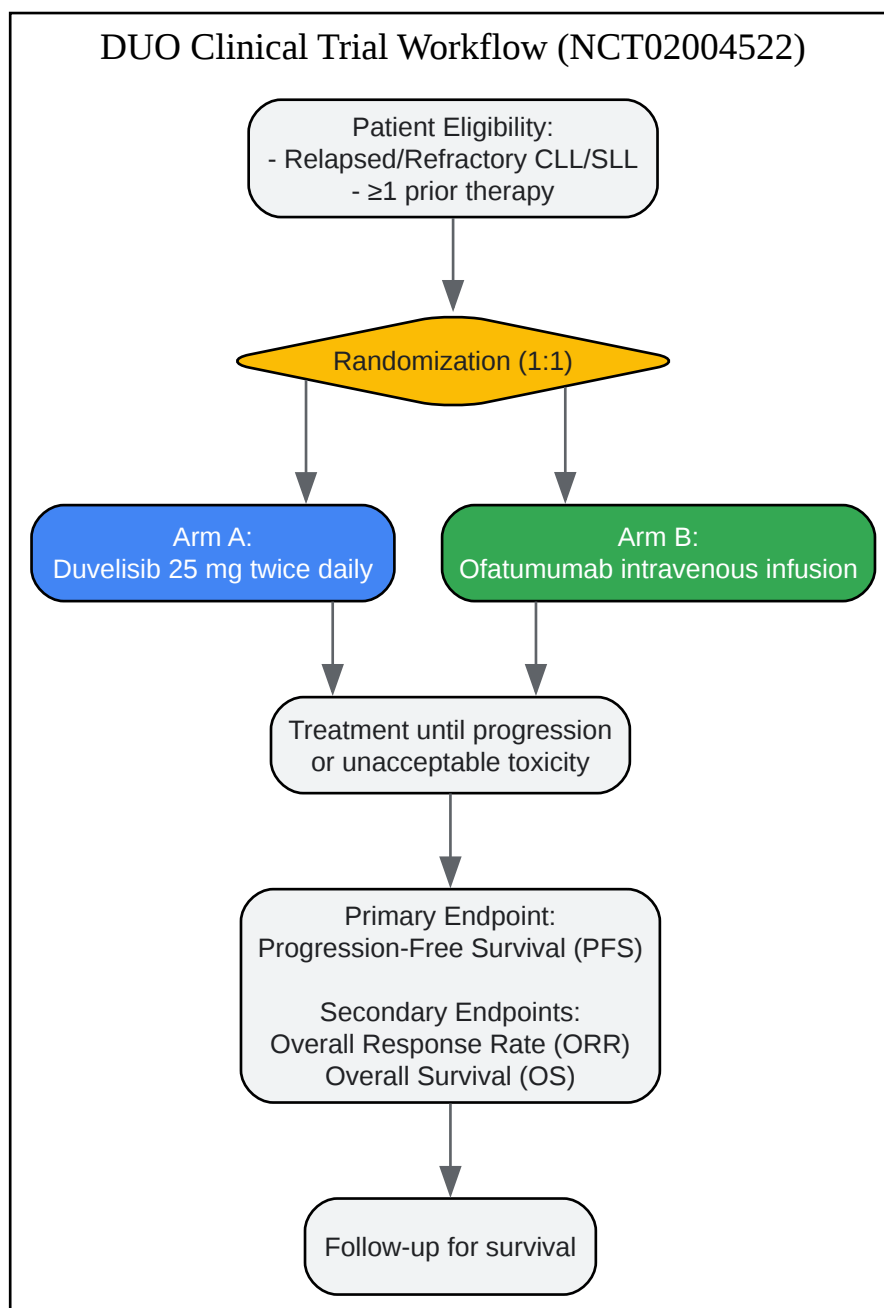 DUO Clinical Trial Workflow (NCT02004522)
Patient Eligibility:
- Relapsed/Refractory CLL/SLL
- ≥1 prior therapy
Randomization (1:1)
Arm A:
Duvelisib 25 mg twice daily
Arm B:
Ofatumumab intravenous infusion
Treatment until progression
or unacceptable toxicity
Primary Endpoint:
Progression-Free Survival (PFS)
Secondary Endpoints:
Overall Response Rate (ORR)
Overall Survival (OS)
Follow-up for survival